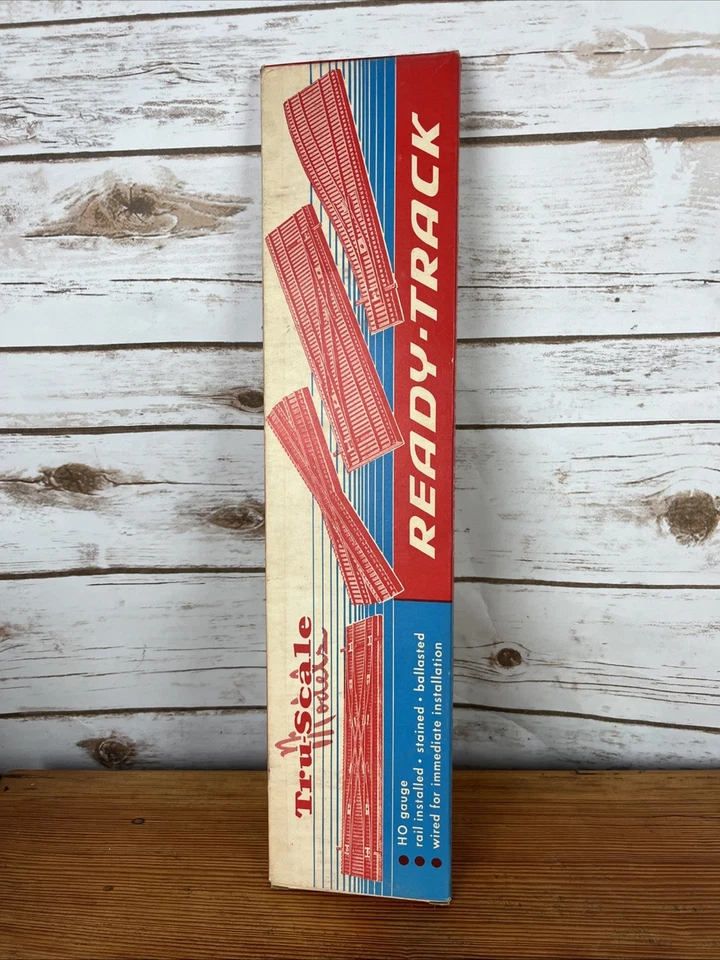 Tru-Scale
Models
READY-TRACK
HO gauge
rail installed • stained • ballasted
wired for immediate installation